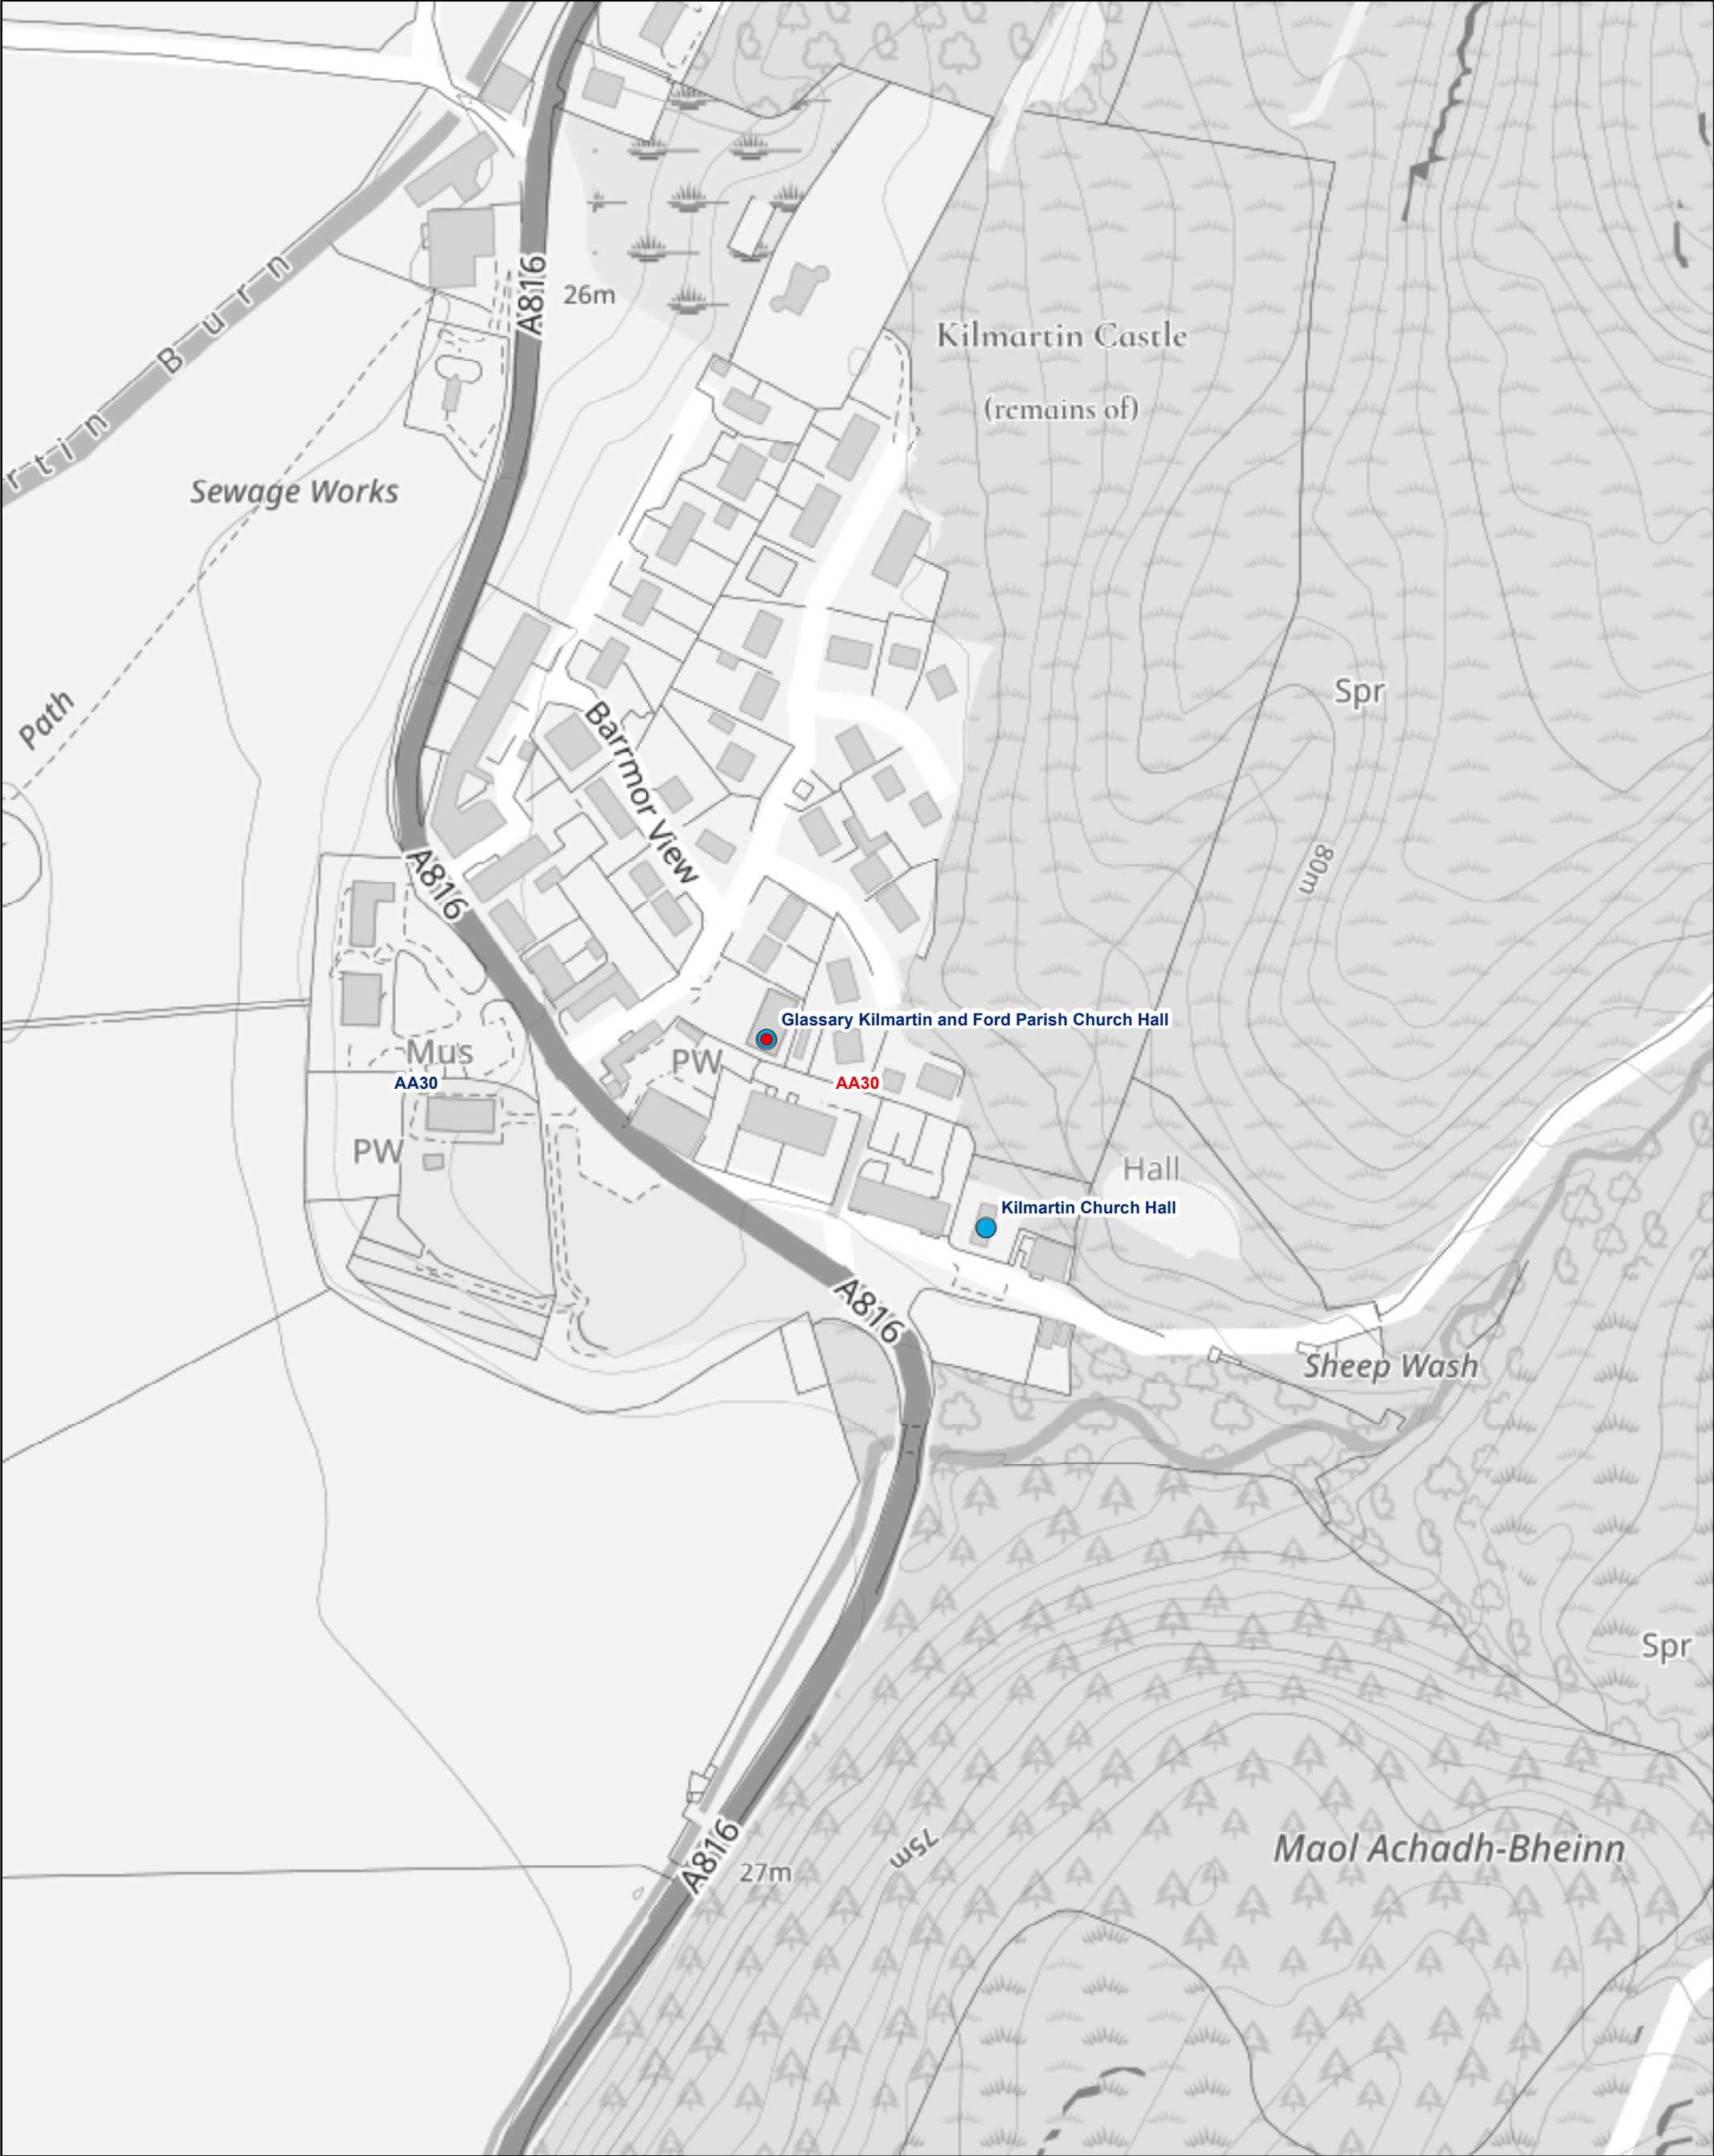 A816
26m
B u r n
r t i n
Kilmartin Castle
(remains of)
Sewage Works
Path
Spr
Barrmor View
80m
A816
Glassary Kilmartin and Ford Parish Church Hall
Mus
PW
AA30
AA30
PW
Hall
Kilmartin Church Hall
A816
Sheep Wash
Spr
A816
27m
75m
Maol Achadh-Bheinn